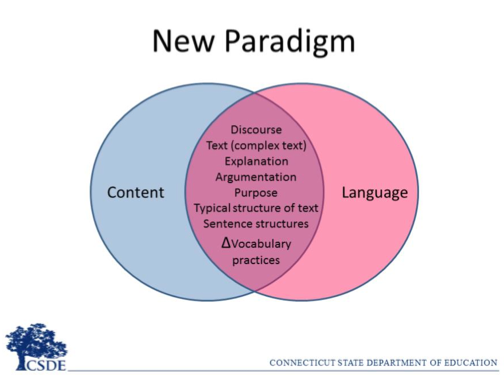 New Paradigm
Discourse
Text (complex text)
Explanation
Argumentation
Purpose
Typical structure of text
Sentence structures
ΔVocabulary
practices
Content
Language
CSDE
CONNECTICUT STATE DEPARTMENT OF EDUCATION